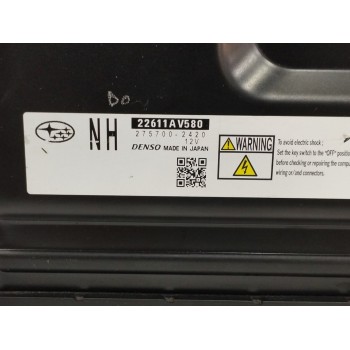 Do
NH
22611AV580
275700-2420
12V
DENSO MADE IN JAPAN
WARNING
To avoid electric shock ;
Set the key switch to the "OFF" position
before checking or repairing the compu
wiring or/and connectors.